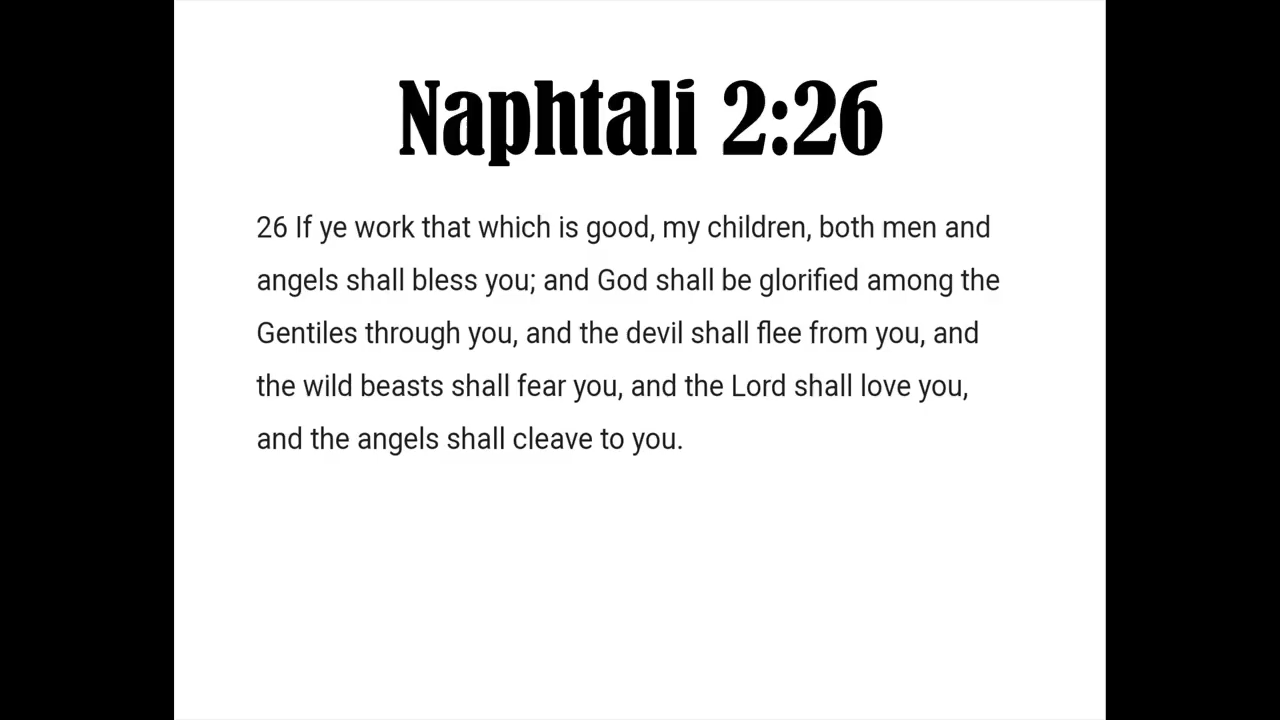 Naphtali 2:26
26 If ye work that which is good, my children, both men and
angels shall bless you; and God shall be glorified among the
Gentiles through you, and the devil shall flee from you, and
the wild beasts shall fear you, and the Lord shall love you,
and the angels shall cleave to you.